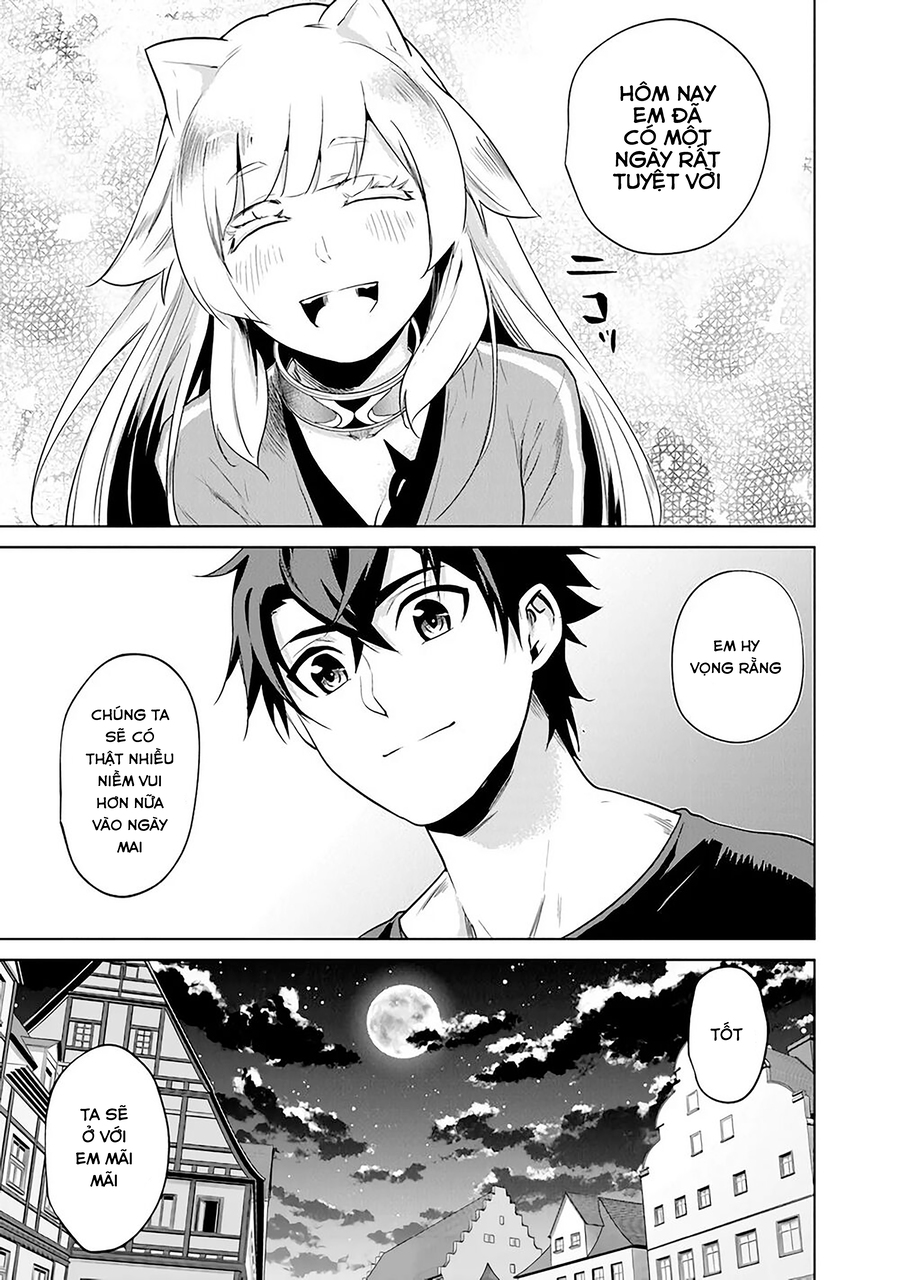 HÔM NAY
EM ĐÃ
CÓ MỘT
NGÀY RẤT
TUYỆT VỜI
ニコッ
EM HY
VỌNG RẰNG
CHÚNG TA
SẼ CÓ
THẬT NHIỀU
NIỀM VUI
HƠN NỮA
VÀO NGÀY
MAI
TỐT
TA SẼ
Ở VỚI
EM MÃI
MÃI